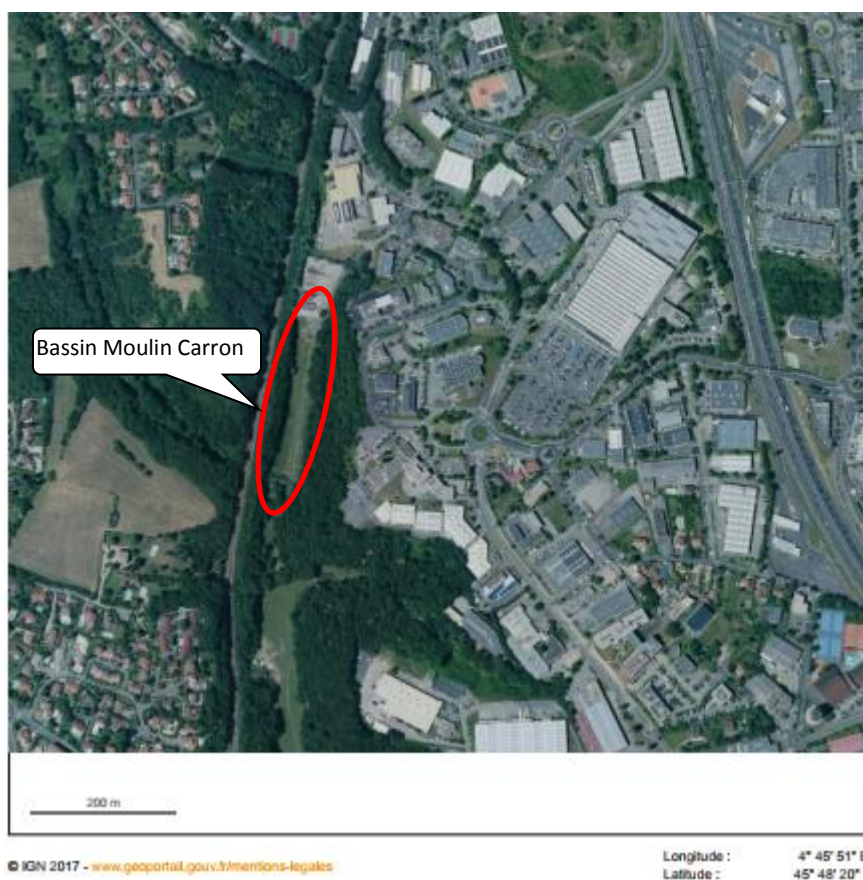 Bassin Moulin Carron
200 m
© IGN 2017 - www.geoportail.gouv.fr/mentions-legales
Longitude : 4° 45' 51"
Latitude : 45° 48' 20"